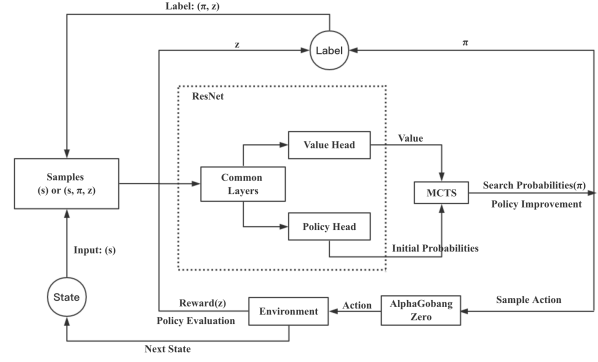 Label: (π, z)
z
Label
π
ResNet
Value Head
Value
Samples
(s) or (s, π, z)
Common
Layers
MCTS
Search Probabilities(π)
Policy Improvement
Policy Head
Initial Probabilities
Input: (s)
State
Reward(z)
Policy Evaluation
Environment
Action
AlphaGobang
Zero
Sample Action
Next State